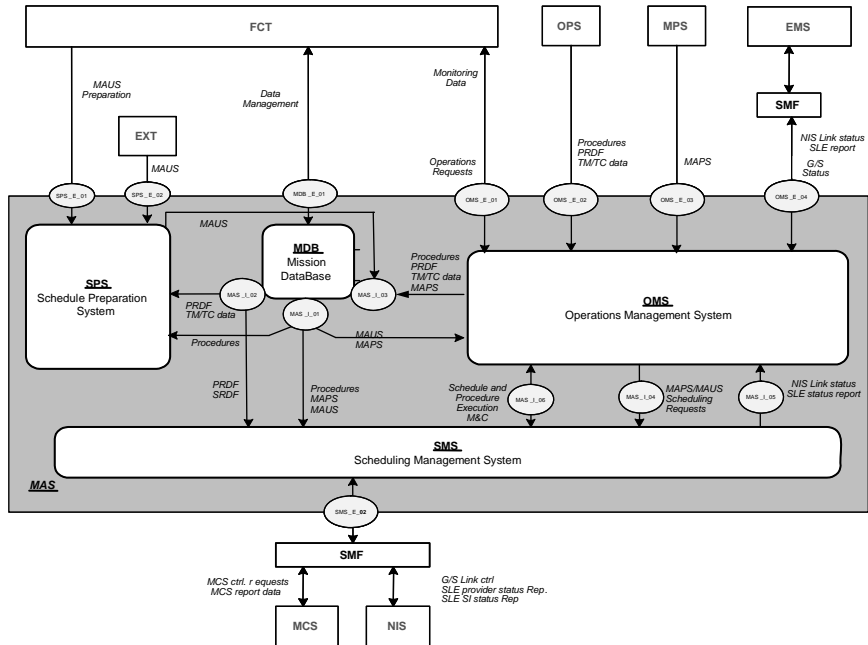 FCT
OPS
MPS
EMS
MAUS
Preparation
Data
Management
Monitoring
Data
SMF
EXT
MAUS
Operations
Requests
Procedures
PRDF
TM/TC data
MAPS
NIS Link status
SLE report
G/S
Status
SPS_E_01
SPS_E_02
MDB_E_01
OMS_E_01
OMS_E_02
OMS_E_03
OMS_E_04
MAUS
MDB
Mission
DataBase
SPS
Schedule Preparation
System
MAS_I_02
MAS_I_03
MAS_I_01
PRDF
TM/TC data
Procedures
PRDF
TM/TC data
MAPS
OMS
Operations Management System
Procedures
MAUS
MAPS
PRDF
SRDF
Procedures
MAPS
MAUS
Schedule and
Procedure
Execution
M&C
MAS_I_06
MAS_I_04
MAPS/MAUS
Scheduling
Requests
MAS_I_05
NIS Link status
SLE status report
SMS
Scheduling Management System
MAS
SMS_E_02
SMF
MCS ctrl. r equests
MCS report data
G/S Link ctrl
SLE provider status Rep.
SLE SI status Rep
MCS
NIS